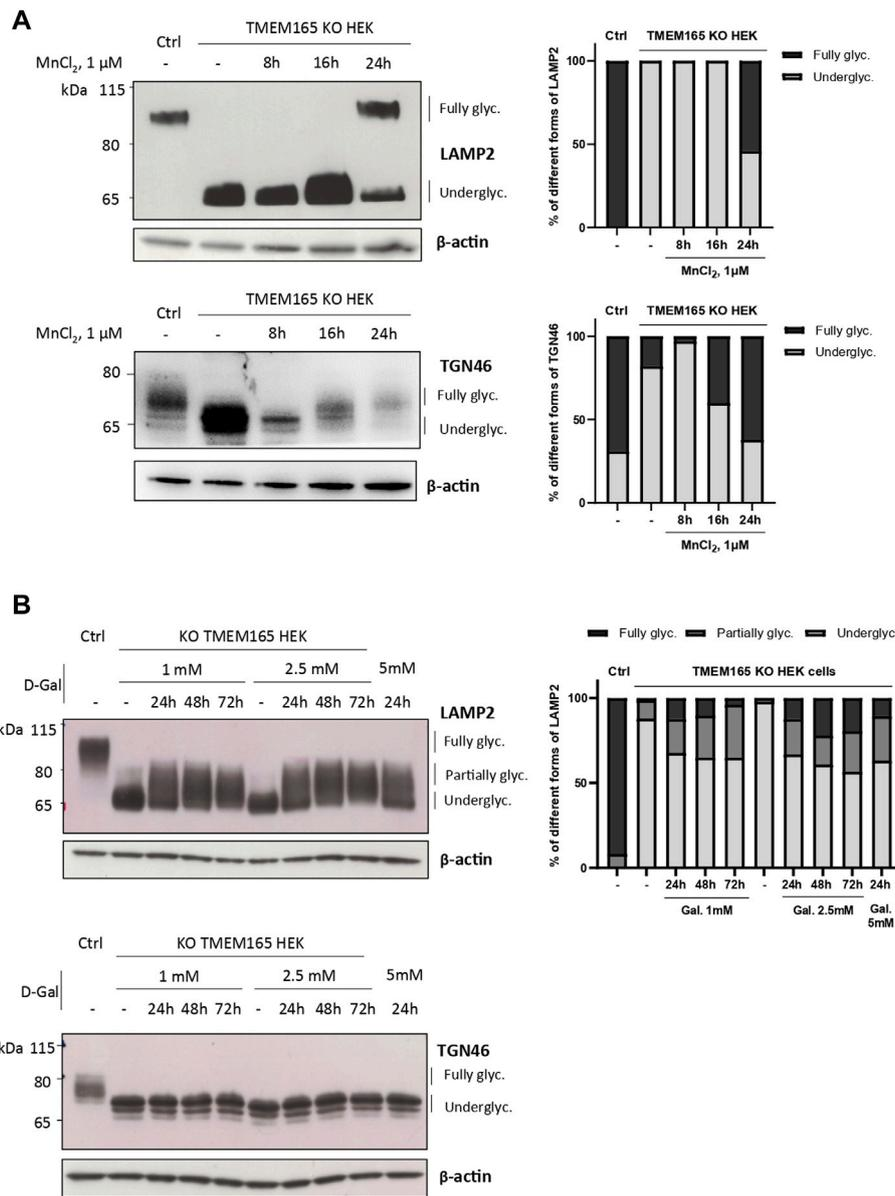 A
TMEM165 KO HEK
Ctrl
MnCl2, 1 µM - - 8h 16h 24h
kDa 115
80
65
Fully glyc.
LAMP2
Underglyc.
β-actin
Ctrl TMEM165 KO HEK
Fully glyc.
Underglyc.
% of different forms of LAMP2
100
50
0
- - 8h 16h 24h
MnCl2, 1µM
TMEM165 KO HEK
Ctrl
MnCl2, 1 µM - - 8h 16h 24h
80
65
TGN46
Fully glyc.
Underglyc.
β-actin
Ctrl TMEM165 KO HEK
Fully glyc.
Underglyc.
% of different forms of TGN46
100
50
0
- - 8h 16h 24h
MnCl2, 1µM
B
Ctrl KO TMEM165 HEK
1 mM 2.5 mM 5mM
D-Gal
- - 24h 48h 72h - 24h 48h 72h 24h
kDa 115
80
65
LAMP2
Fully glyc.
Partially glyc.
Underglyc.
β-actin
Fully glyc. Partially glyc. Underglyc
Ctrl TMEM165 KO HEK cells
% of different forms of LAMP2
100
50
0
- - 24h 48h 72h - 24h 48h 72h 24h
Gal. 1mM Gal. 2.5mM Gal.
5mM
Ctrl KO TMEM165 HEK
1 mM 2.5 mM 5mM
D-Gal
- - 24h 48h 72h - 24h 48h 72h 24h
kDa 115
80
65
TGN46
Fully glyc.
Underglyc.
β-actin